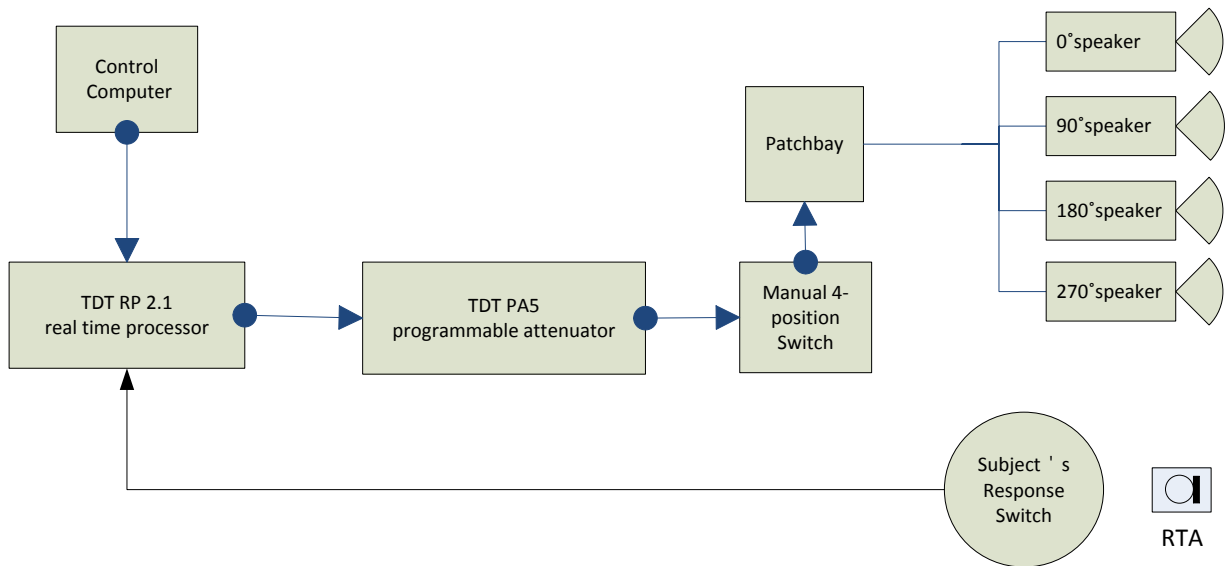 Control
Computer
TDT RP 2.1
real time processor
TDT PA5
programmable attenuator
Manual 4-
position
Switch
Patchbay
0˚speaker
90˚speaker
180˚speaker
270˚speaker
Subject ' s
Response
Switch
RTA